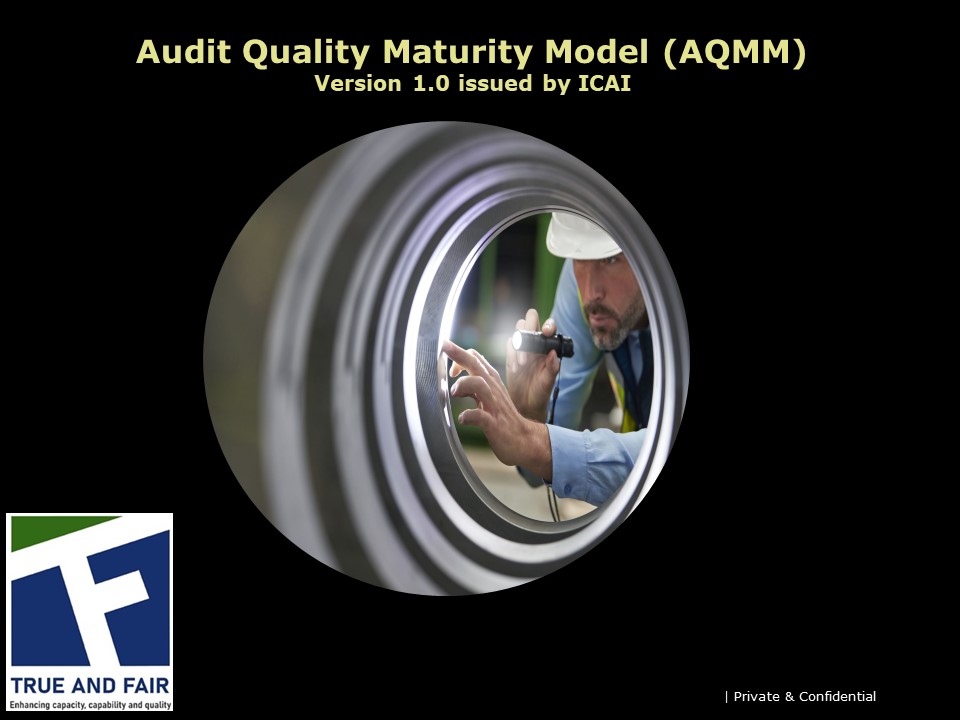 Audit Quality Maturity Model (AQMM)
Version 1.0 issued by ICAI
TRUE AND FAIR
Enhancing capacity, capability and quality
| Private & Confidential